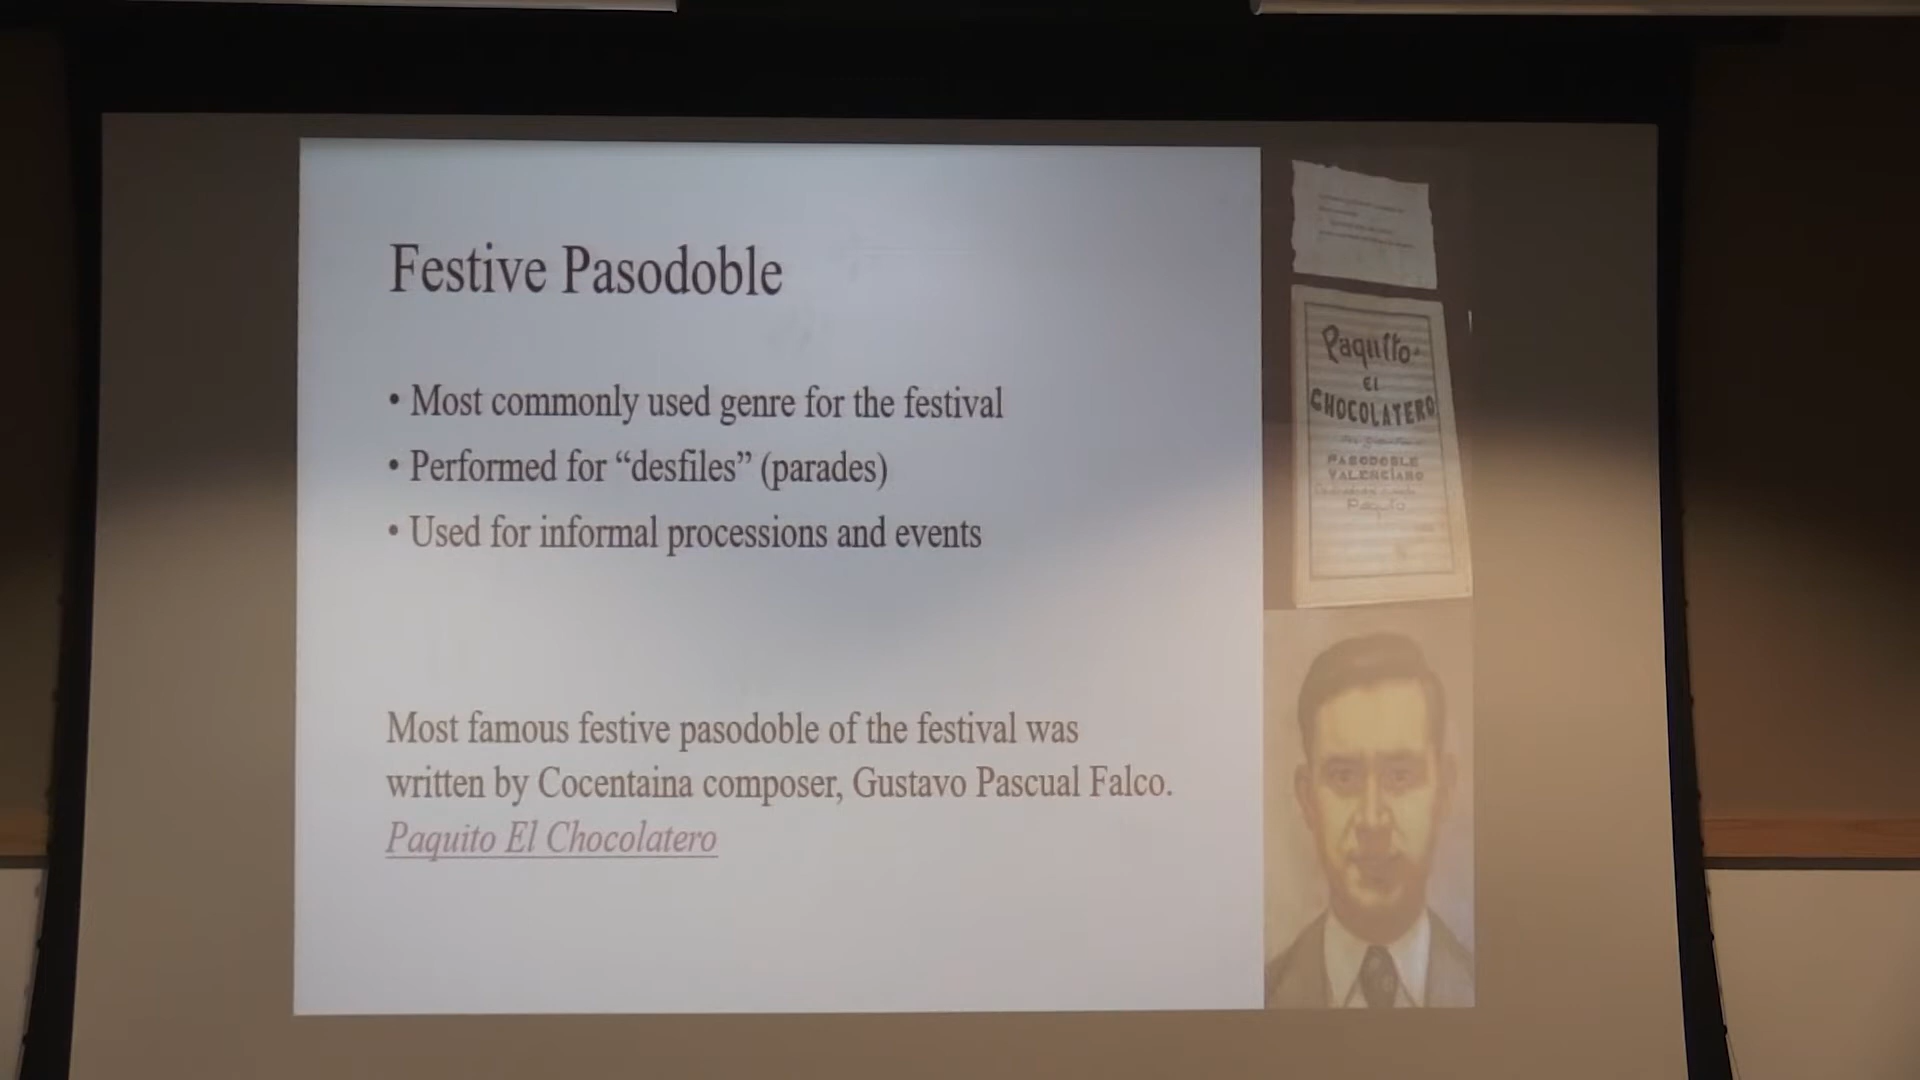 Festive Pasodoble
• Most commonly used genre for the festival
• Performed for “desfiles” (parades)
• Used for informal processions and events
Most famous festive pasodoble of the festival was
written by Cocentaina composer, Gustavo Pascual Falco.
Paquito El Chocolatero
Paquito
El
CHOCOLATERO
PASODOBLE
VALENCIANO
Paquito